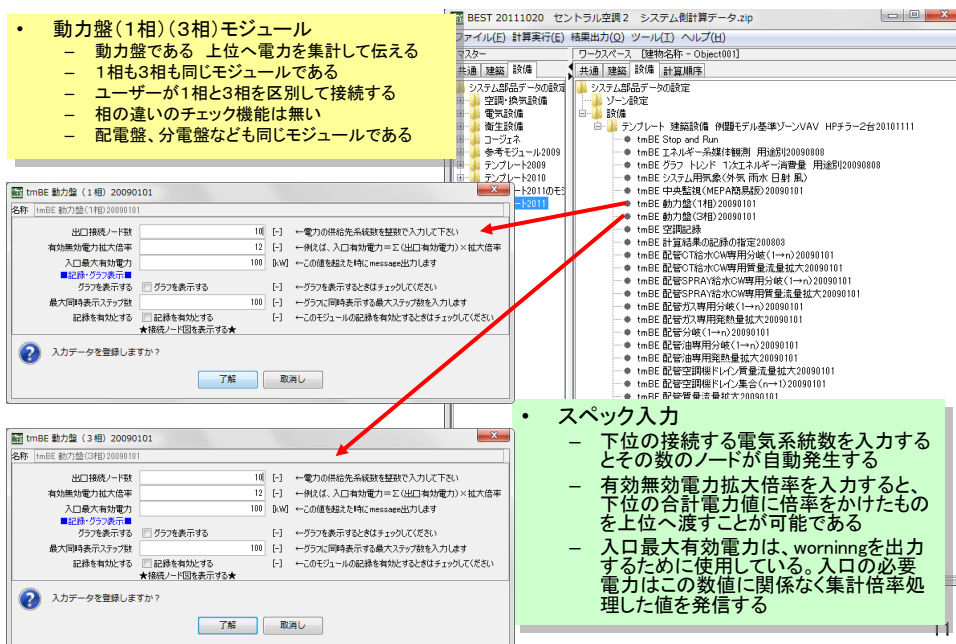 • 動力盤(1相)(3相)モジュール
– 動力盤である 上位へ電力を集計して伝える
– 1相も3相も同じモジュールである
– ユーザーが1相と3相を区別して接続する
– 相の違いのチェック機能は無い
– 配電盤、分電盤なども同じモジュールである
BEST 20111020 セントラル空調2 システム側計算データ.zip
ファイル(F) 計算実行(E) 結果出力(O) ツール(T) ヘルプ(H)
マスター
共通 建築 設備
システム部品データの設定
空調・換気設備
電気設備
衛生設備
コージェネ
参考モジュール2009
テンプレート2009
テンプレート2010
ート2011のモジ
ート2011
ワークスペース [建物名称 - Object001]
共通 建築 設備 計算順序
システム部品データの設定
ゾーン設定
設備
テンプレート 建築設備 例題モデル基準ゾーンVAV HPチラー2台20101111
tmBE Stop and Run
tmBE エネルギー系媒体観測 用途別20090808
tmBE グラフ トレンド 1次エネルギー消費量 用途別20090808
tmBE システム用気象(外気 雨水 日射 風)
tmBE 中央監視(MEPA簡易版)20090101
tmBE 動力盤(1相)20090101
tmBE 動力盤(3相)20090101
tmBE 空調記録
tmBE 計算結果の記録の指定200803
tmBE 配管CT給水CW専用分岐(1→n)20090101
tmBE 配管CT給水CW専用質量流量拡大20090101
tmBE 配管SPRAY給水CW専用分岐(1→n)20090101
tmBE 配管SPRAY給水CW専用質量流量拡大20090101
tmBE 配管ガス専用分岐(1→n)20090101
tmBE 配管ガス専用発熱量拡大20090101
tmBE 配管分岐(1→n)20090101
tmBE 配管油専用分岐(1→n)20090101
tmBE 配管油専用発熱量拡大20090101
tmBE 配管空調機ドレイン質量流量拡大20090101
tmBE 配管空調機ドレイン集合(n→1)20090101
tmBE 配管質量流量拡大20090101
tmBE 動力盤(1相) 20090101
名称 tmBE 動力盤(1相)20090101
出口接続ノード数 10 [-] ←電力の供給先系統数を整数で入力して下さい
有効無効電力拡大倍率 12 [-] ←例えば、入口有効電力=Σ(出口有効電力)×拡大倍率
入口最大有効電力 100 [kW] ←この値を超えた時にmessage出力します
■記録・グラフ表示■
グラフを表示する グラフを表示する [-] ←グラフを表示するときはチェックしてください
最大同時表示ステップ数 100 [-] ←グラフに同時表示する最大ステップ数を入力します
記録を有効とする 記録を有効とする [-] ←このモジュールの記録を有効とするときはチェックしてください
★接続ノード図を表示する★
入力データを登録しますか?
了解 取消し
tmBE 動力盤(3相) 20090101
名称 tmBE 動力盤(3相)20090101
出口接続ノード数 10 [-] ←電力の供給先系統数を整数で入力して下さい
有効無効電力拡大倍率 12 [-] ←例えば、入口有効電力=Σ(出口有効電力)×拡大倍率
入口最大有効電力 100 [kW] ←この値を超えた時にmessage出力します
■記録・グラフ表示■
グラフを表示する グラフを表示する [-] ←グラフを表示するときはチェックしてください
最大同時表示ステップ数 100 [-] ←グラフに同時表示する最大ステップ数を入力します
記録を有効とする 記録を有効とする [-] ←このモジュールの記録を有効とするときはチェックしてください
★接続ノード図を表示する★
入力データを登録しますか?
了解 取消し
• スペック入力
– 下位の接続する電気系統数を入力する
とその数のノードが自動発生する
– 有効無効電力拡大倍率を入力すると、
下位の合計電力値に倍率をかけたもの
を上位へ渡すことが可能である
– 入口最大有効電力は、worninngを出力
するために使用している。入口の必要
電力はこの数値に関係なく集計倍率処
理した値を発信する
11